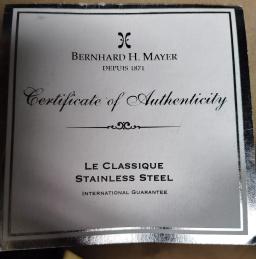 BERNHARD H. MAYER
DEPUIS 1871
Certificate of Authenticity
LE CLASSIQUE
STAINLESS STEEL
INTERNATIONAL GUARANTEE